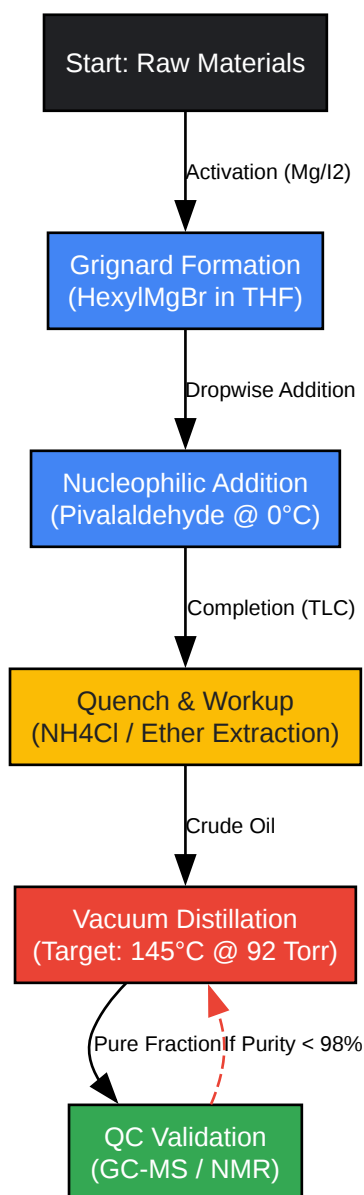 Start: Raw Materials
Activation (Mg/I2)
Grignard Formation
(HexylMgBr in THF)
Dropwise Addition
Nucleophilic Addition
(Pivalaldehyde @ 0°C)
Completion (TLC)
Quench & Workup
(NH4Cl / Ether Extraction)
Crude Oil
Vacuum Distillation
(Target: 145°C @ 92 Torr)
Pure Fraction
If Purity < 98%
QC Validation
(GC-MS / NMR)